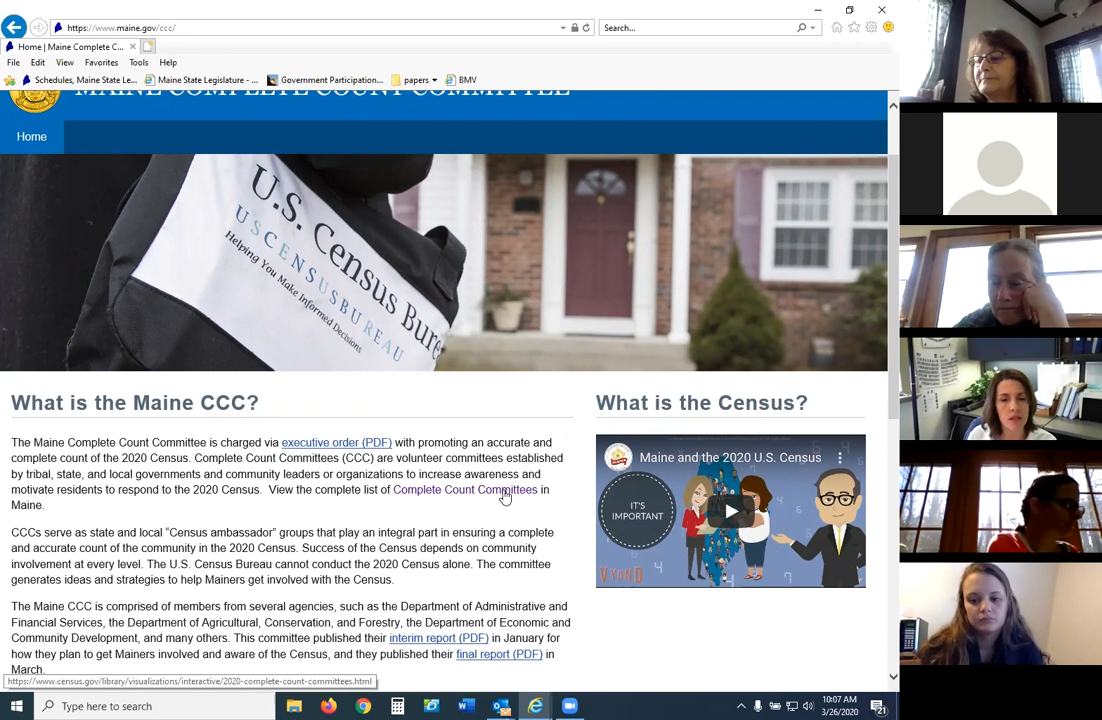 https://www.maine.gov/ccc/
Search...
Home | Maine Complete C...
File Edit View Favorites Tools Help
Schedules, Maine State Le... Maine State Legislature - ... Government Participation... papers BMV
MAINE COMPLETE COUNT COMMITTEE
Home
U.S. Census Bure
USCENSUSBUREAU
Helping You Make Informed Decisions
What is the Maine CCC?
The Maine Complete Count Committee is charged via executive order (PDF) with promoting an accurate and
complete count of the 2020 Census. Complete Count Committees (CCC) are volunteer committees established
by tribal, state, and local governments and community leaders or organizations to increase awareness and
motivate residents to respond to the 2020 Census. View the complete list of Complete Count Committees in
Maine.
CCCs serve as state and local “Census ambassador” groups that play an integral part in ensuring a complete
and accurate count of the community in the 2020 Census. Success of the Census depends on community
involvement at every level. The U.S. Census Bureau cannot conduct the 2020 Census alone. The committee
generates ideas and strategies to help Mainers get involved with the Census.
The Maine CCC is comprised of members from several agencies, such as the Department of Administrative and
Financial Services, the Department of Agricultural, Conservation, and Forestry, the Department of Economic and
Community Development, and many others. This committee published their interim report (PDF) in January for
how they plan to get Mainers involved and aware of the Census, and they published their final report (PDF) in
March.
What is the Census?
Maine and the 2020 U.S. Census
IT'S
IMPORTANT
VYOND
https://www.census.gov/library/visualizations/interactive/2020-complete-count-committees.html
Type here to search
10:07 AM
3/26/2020
21